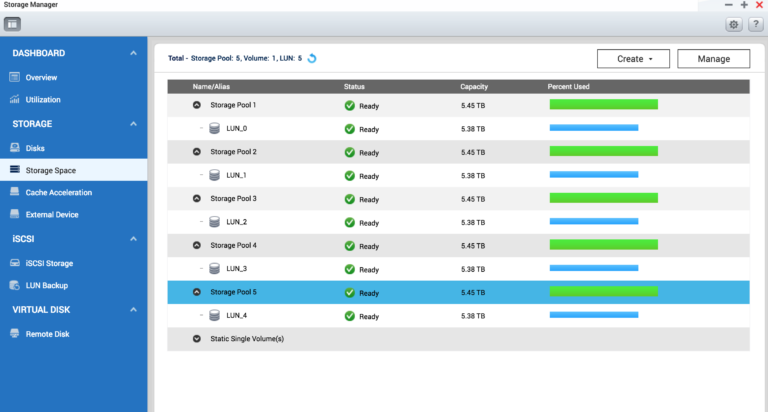 Storage Manager
DASHBOARD
Overview
Utilization
STORAGE
Disks
Storage Space
Cache Acceleration
External Device
iSCSI
iSCSI Storage
LUN Backup
VIRTUAL DISK
Remote Disk
Total - Storage Pool: 5, Volume: 1, LUN: 5
Create
Manage
Name/Alias Status Capacity Percent Used
Storage Pool 1 Ready 5.45 TB
LUN_0 Ready 5.38 TB
Storage Pool 2 Ready 5.45 TB
LUN_1 Ready 5.38 TB
Storage Pool 3 Ready 5.45 TB
LUN_2 Ready 5.38 TB
Storage Pool 4 Ready 5.45 TB
LUN_3 Ready 5.38 TB
Storage Pool 5 Ready 5.45 TB
LUN_4 Ready 5.38 TB
Static Single Volume(s)